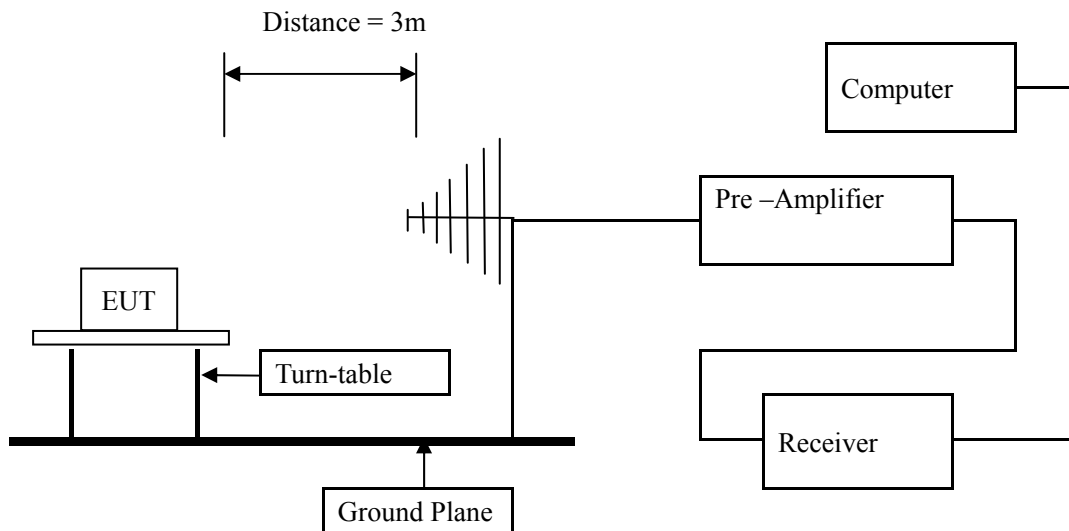 Distance = 3m
Computer
Pre –Amplifier
EUT
Turn-table
Receiver
Ground Plane